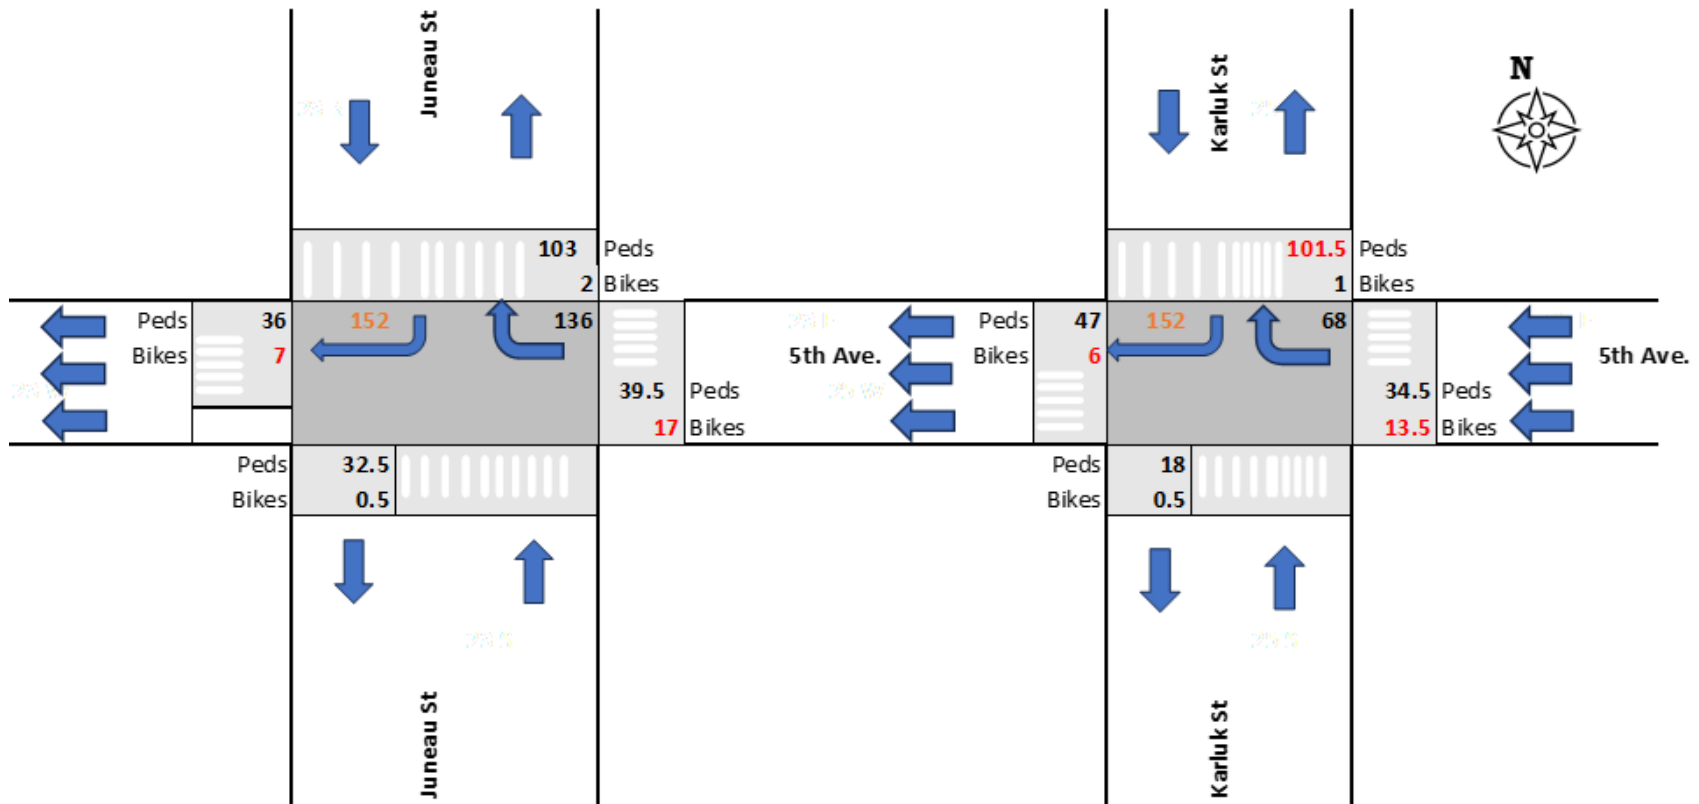 Juneau St
Karluk St
N
103 Peds
2 Bikes
101.5 Peds
1 Bikes
Peds 36
Bikes 7
152
136
39.5 Peds
17 Bikes
5th Ave.
Peds 47
Bikes 6
152
68
34.5 Peds
13.5 Bikes
5th Ave.
Peds 32.5
Bikes 0.5
Peds 18
Bikes 0.5
Juneau St
Karluk St